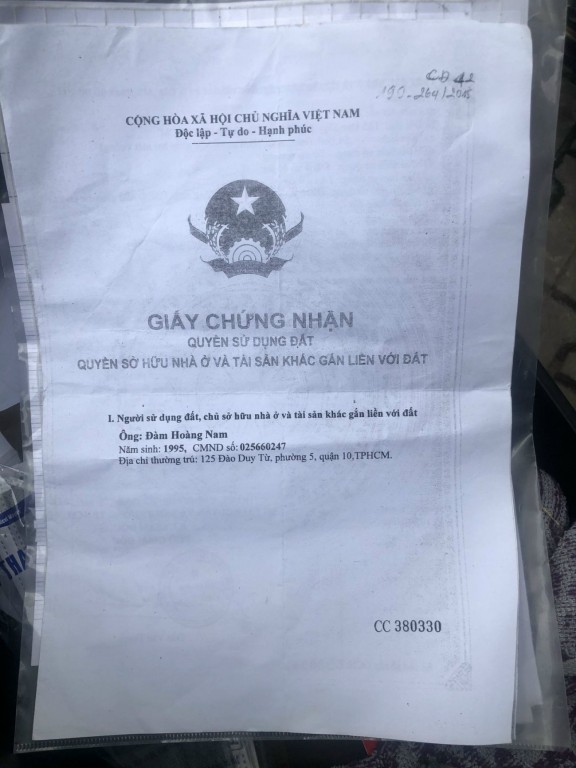 CĐ 42
CỘNG HÒA XÃ HỘI CHỦ NGHĨA VIỆT NAM
Độc lập - Tự do - Hạnh phúc
GIẤY CHỨNG NHẬN
QUYỀN SỬ DỤNG ĐẤT
QUYỀN SỞ HỮU NHÀ Ở VÀ TÀI SẢN KHÁC GẮN LIỀN VỚI ĐẤT
I. Người sử dụng đất, chủ sở hữu nhà ở và tài sản khác gắn liền với đất
Ông: Đàm Hoàng Nam
Năm sinh: 1995, CMND số: 025660247
Địa chỉ thường trú: 125 Đào Duy Từ, phường 5, quận 10,TPHCM.
THA
CC 380330